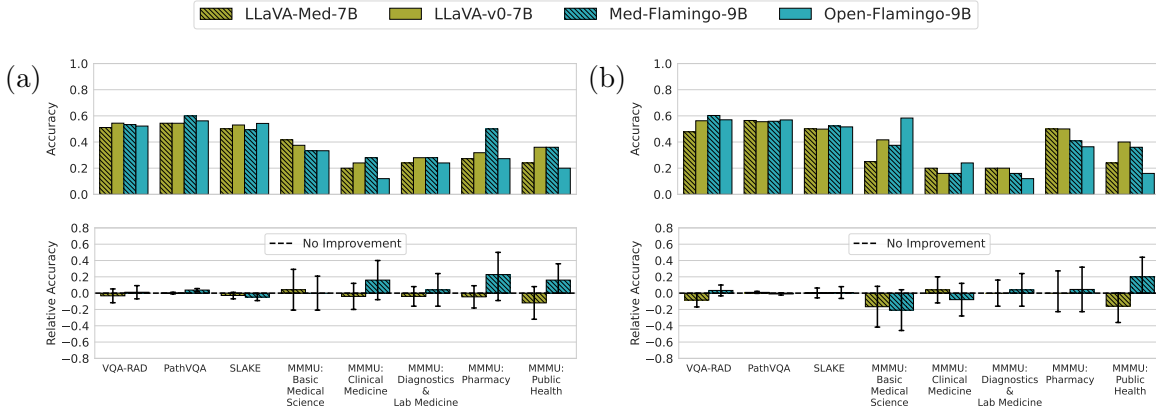 LLaVA-Med-7B LLaVA-v0-7B Med-Flamingo-9B Open-Flamingo-9B
(a)
Accuracy
1.0
0.8
0.6
0.4
0.2
0.0
Relative Accuracy
0.8
0.6
0.4
0.2
0.0
−0.2
−0.4
−0.6
−0.8
No Improvement
VQA-RAD
PathVQA
SLAKE
MMMU:
Basic
Medical
Science
MMMU:
Clinical
Medicine
MMMU:
Diagnostics
&
Lab Medicine
MMMU:
Pharmacy
MMMU:
Public
Health
(b)
Accuracy
1.0
0.8
0.6
0.4
0.2
0.0
Relative Accuracy
0.8
0.6
0.4
0.2
0.0
−0.2
−0.4
−0.6
−0.8
No Improvement
VQA-RAD
PathVQA
SLAKE
MMMU:
Basic
Medical
Science
MMMU:
Clinical
Medicine
MMMU:
Diagnostics
&
Lab Medicine
MMMU:
Pharmacy
MMMU:
Public
Health